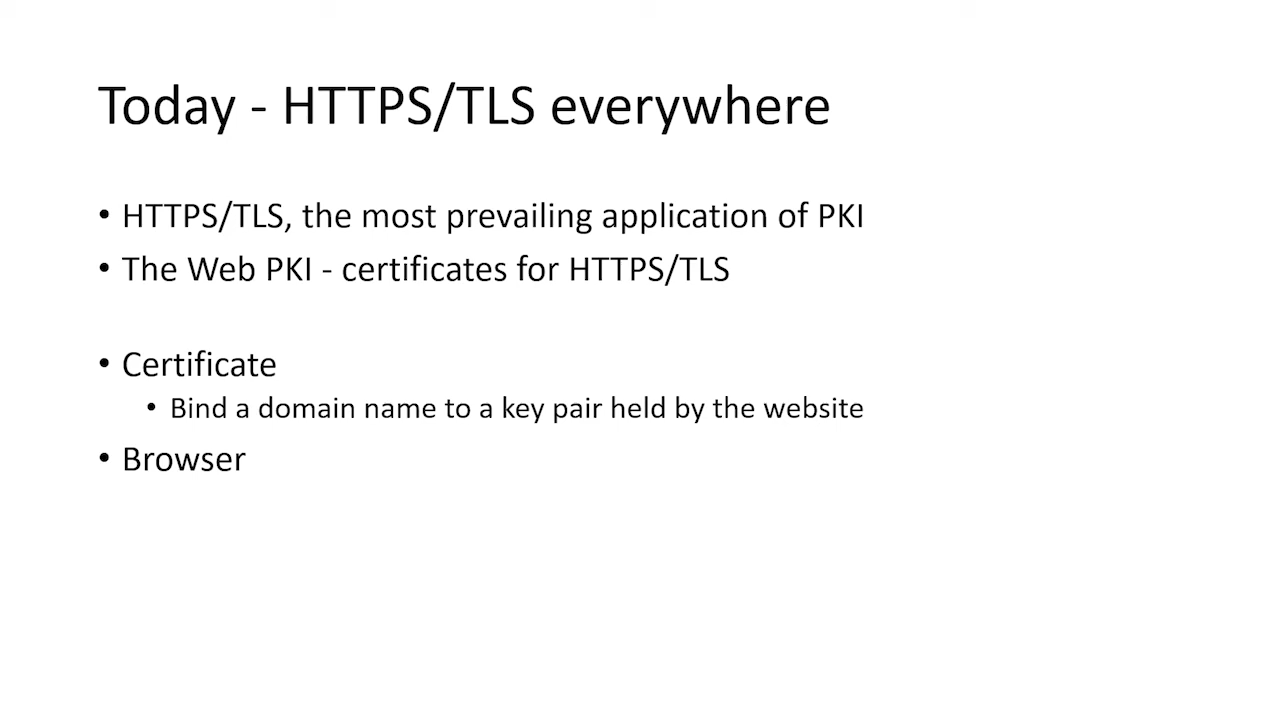 Today - HTTPS/TLS everywhere
• HTTPS/TLS, the most prevailing application of PKI
• The Web PKI - certificates for HTTPS/TLS
• Certificate
• Bind a domain name to a key pair held by the website
• Browser